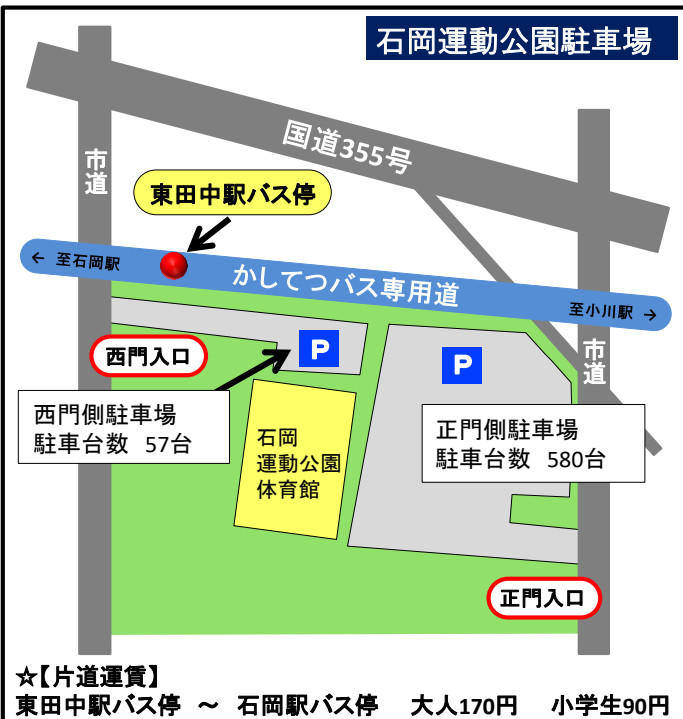 石岡運動公園駐車場
国道355号
市道
東田中駅バス停
← 至石岡駅
かしてつバス専用道
至小川駅 →
市道
西門入口
P
P
西門側駐車場
駐車台数 57台
正門側駐車場
駐車台数 580台
石岡
運動公園
体育館
正門入口
☆【片道運賃】
東田中駅バス停 ~ 石岡駅バス停 大人170円 小学生90円